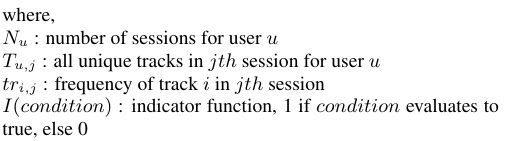 where,
N_u : number of sessions for user u
T_{u,j} : all unique tracks in jth session for user u
tr_{i,j} : frequency of track i in jth session
I(condition) : indicator function, 1 if condition evaluates to
true, else 0